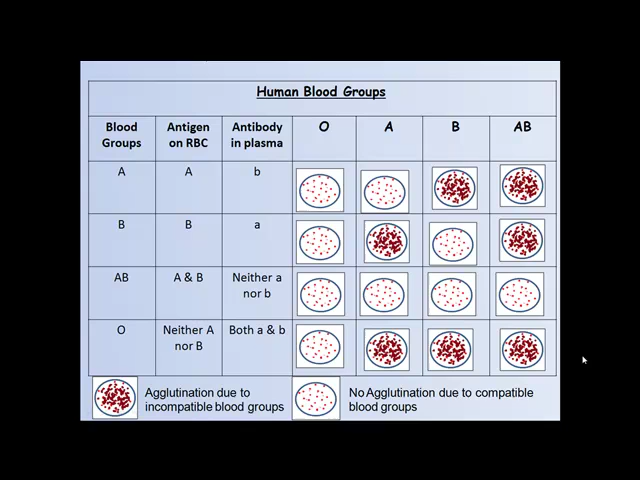 Human Blood Groups
Blood Groups Antigen on RBC Antibody in plasma O A B AB
A A b
B B a
AB A & B Neither a nor b
O Neither A nor B Both a & b
Agglutination due to
incompatible blood groups
No Agglutination due to compatible
blood groups